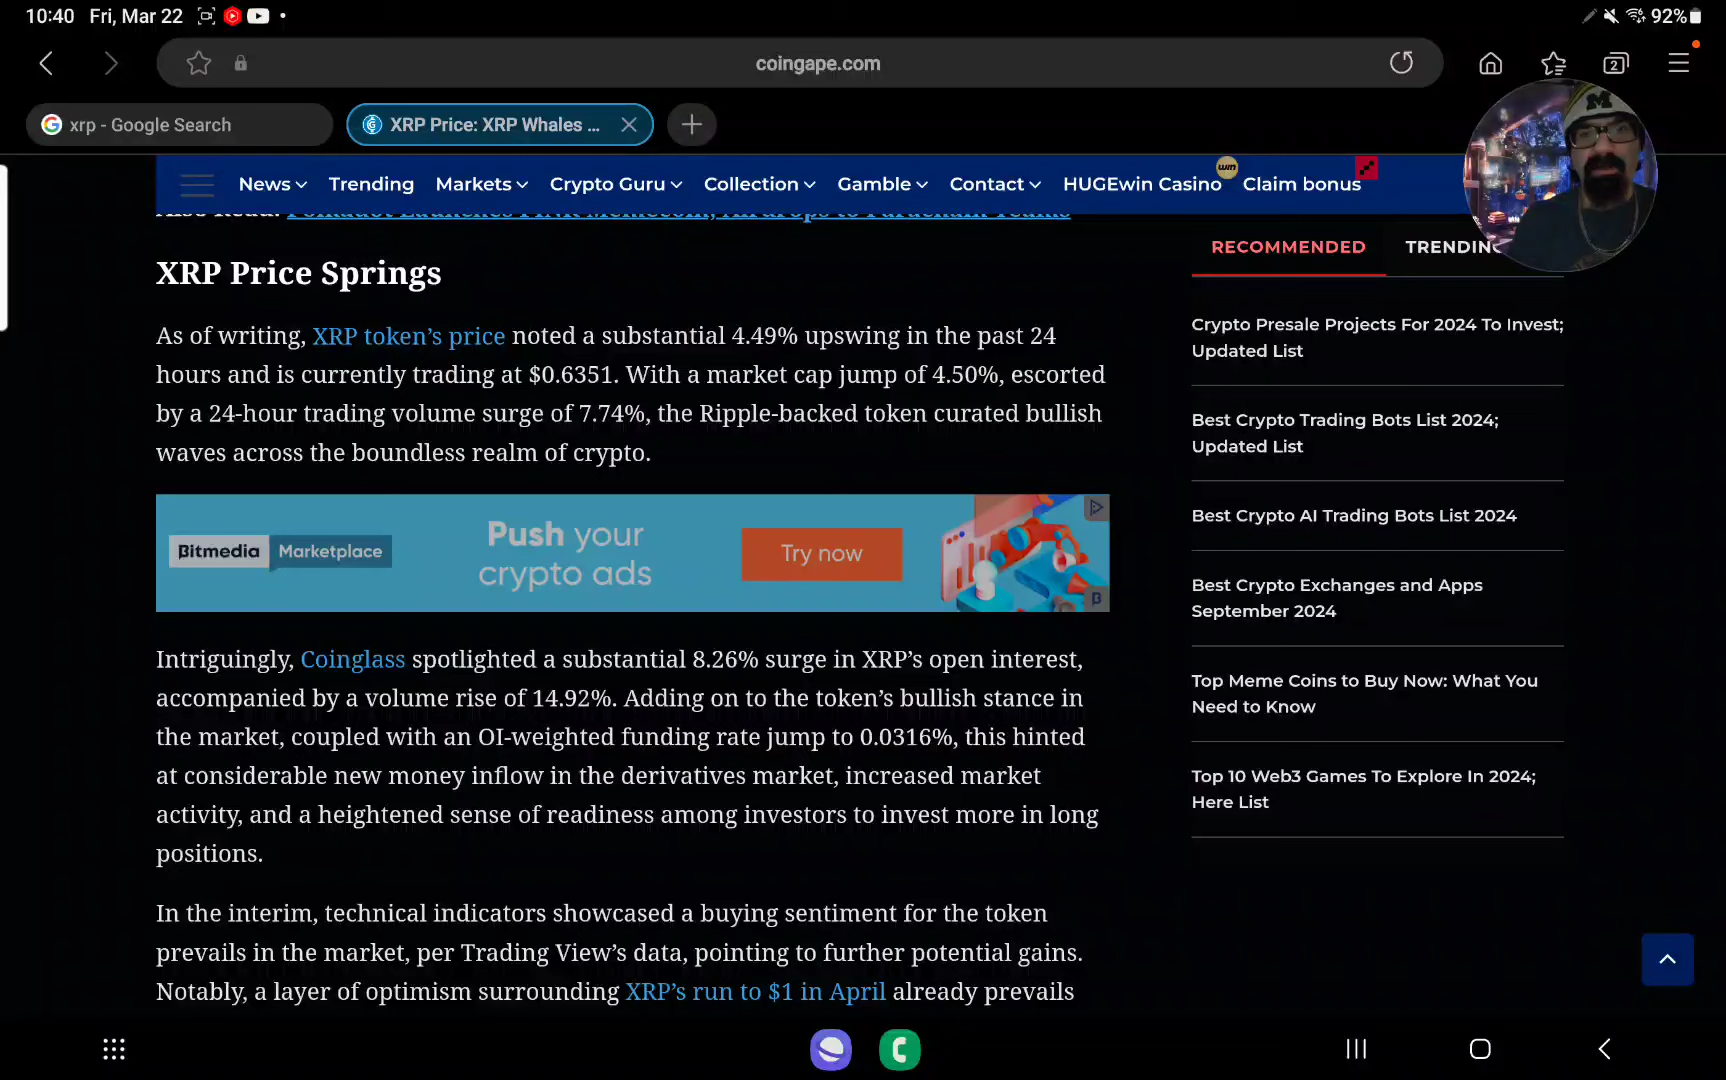 10:40 Fri, Mar 22
92%
coingape.com
2
xrp - Google Search
XRP Price: XRP Whales ...
News
Trending
Markets
Crypto Guru
Collection
Gamble
Contact
HUGEwin Casino
win
Claim bonus
M
Also Read: Polkadot Launches PINK Memecoin, Airdrops to Parachain Teams
XRP Price Springs
As of writing, XRP token’s price noted a substantial 4.49% upswing in the past 24
hours and is currently trading at $0.6351. With a market cap jump of 4.50%, escorted
by a 24-hour trading volume surge of 7.74%, the Ripple-backed token curated bullish
waves across the boundless realm of crypto.
Bitmedia Marketplace
Push your
crypto ads
Try now
Intriguingly, Coinglass spotlighted a substantial 8.26% surge in XRP’s open interest,
accompanied by a volume rise of 14.92%. Adding on to the token’s bullish stance in
the market, coupled with an OI-weighted funding rate jump to 0.0316%, this hinted
at considerable new money inflow in the derivatives market, increased market
activity, and a heightened sense of readiness among investors to invest more in long
positions.
In the interim, technical indicators showcased a buying sentiment for the token
prevails in the market, per Trading View’s data, pointing to further potential gains.
Notably, a layer of optimism surrounding XRP’s run to $1 in April already prevails
RECOMMENDED
TRENDIN
Crypto Presale Projects For 2024 To Invest;
Updated List
Best Crypto Trading Bots List 2024;
Updated List
Best Crypto AI Trading Bots List 2024
Best Crypto Exchanges and Apps
September 2024
Top Meme Coins to Buy Now: What You
Need to Know
Top 10 Web3 Games To Explore In 2024;
Here List